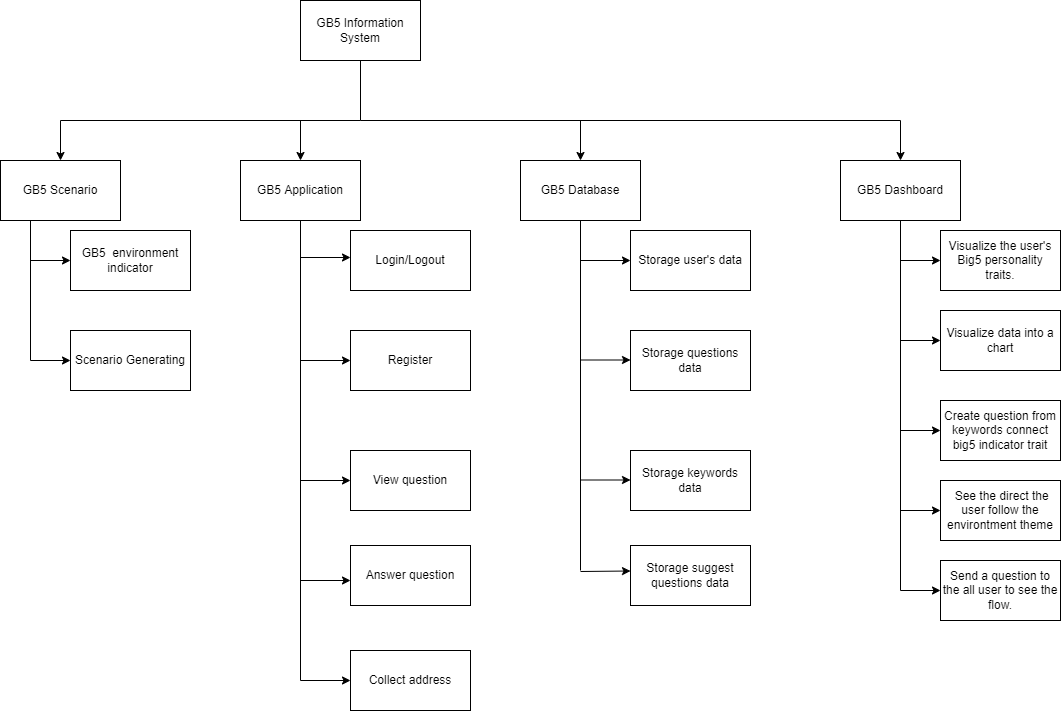 GB5 Information
System
GB5 Scenario
GB5 Application
GB5 Database
GB5 Dashboard
GB5  environment
indicator
Scenario Generating
Login/Logout
Register
View question
Answer question
Collect address
Storage user's data
Storage questions
data
Storage keywords
data
Storage suggest
questions data
Visualize the user's
Big5 personality
traits.
Visualize data into a
chart
Create question from
keywords connect
big5 indicator trait
See the direct the
user follow the
environtment theme
Send a question to
the all user to see the
flow.